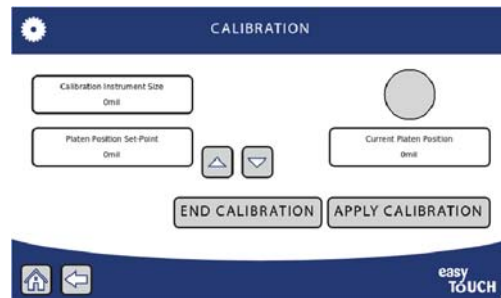 CALIBRATION
Calibration Instrument Size
0mil
Platen Position Set-Point
0mil
Current Platen Position
0mil
END CALIBRATION
APPLY CALIBRATION
easy
TOUCH